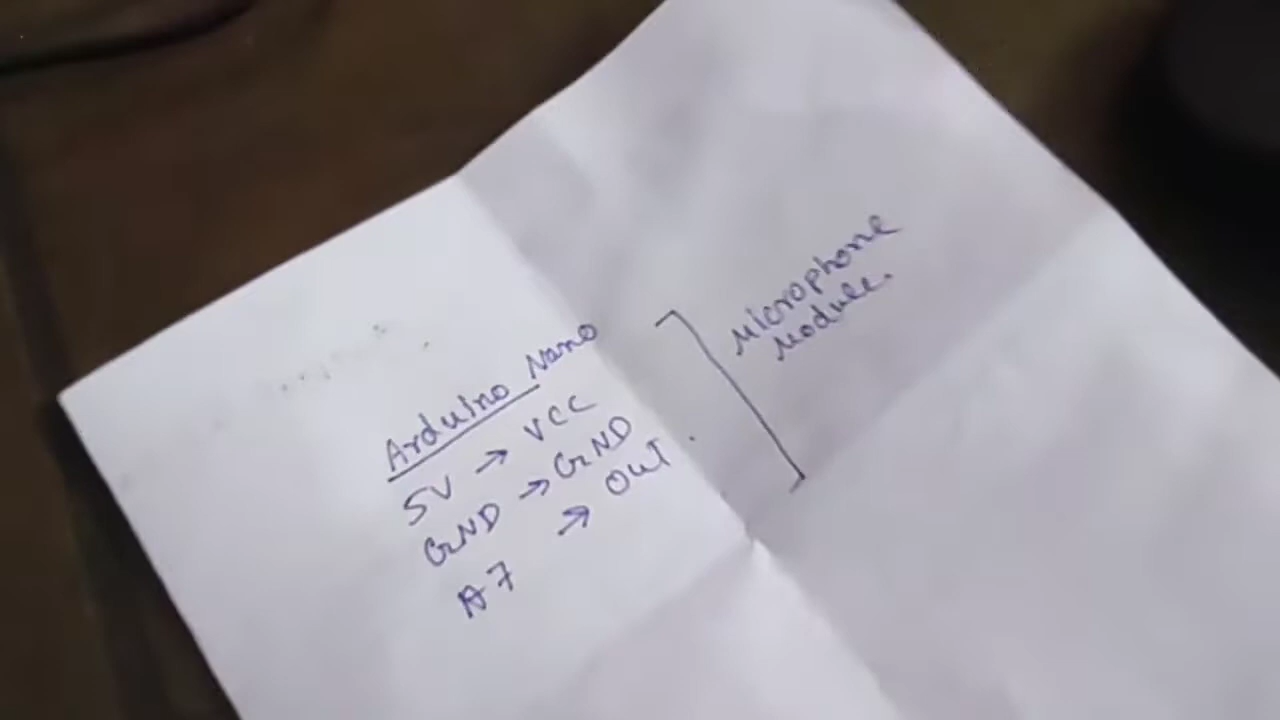 Arduino Nano
5V → VCC
GND → GND
A7 → OUT.
Microphone
Module.